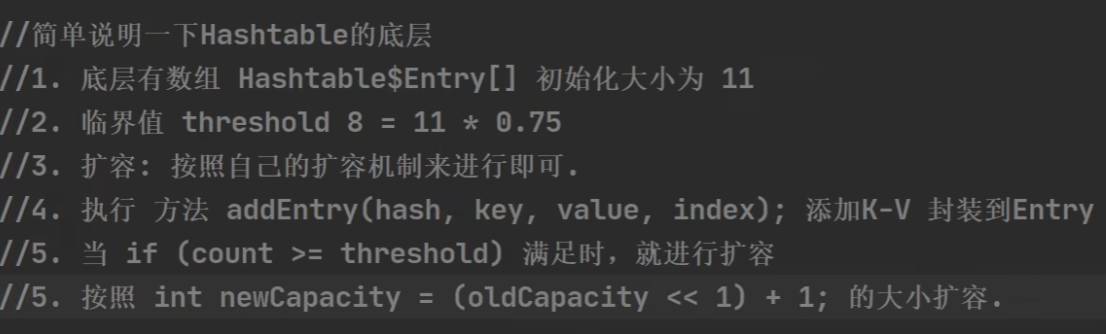 //简单说明一下Hashtable的底层
//1. 底层有数组 Hashtable$Entry[] 初始化大小为 11
//2. 临界值 threshold 8 = 11 * 0.75
//3. 扩容: 按照自己的扩容机制来进行即可.
//4. 执行 方法 addEntry(hash, key, value, index); 添加K-V 封装到Entry
//5. 当 if (count >= threshold) 满足时，就进行扩容
//5. 按照 int newCapacity = (oldCapacity << 1) + 1; 的大小扩容.